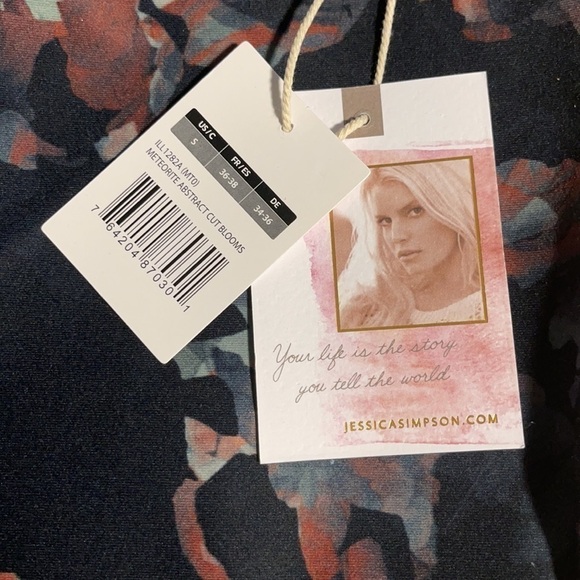 US/C FR/ES DE
S 36-38 34-36
ILL1282A (MT0)
METEORITE ABSTRACT CUT BLOOMS
7 64204 87030 1
Your life is the story
you tell the world
JESSICASIMPSON.COM